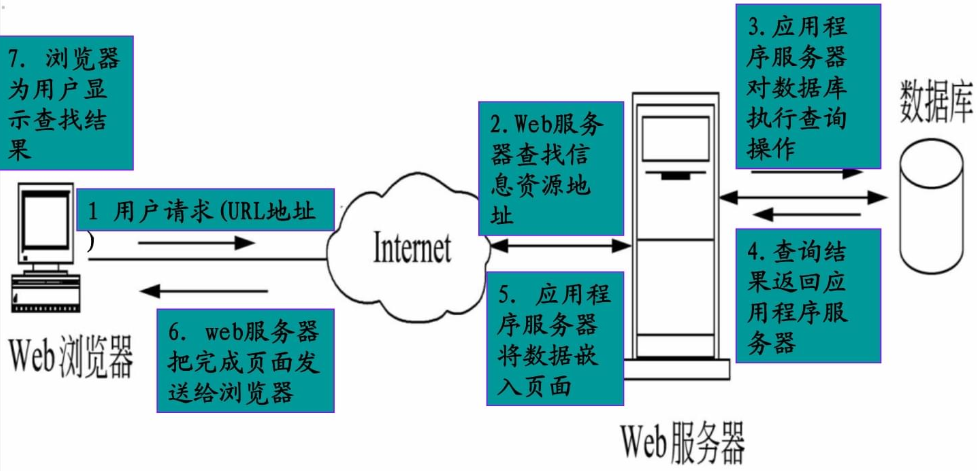 7. 浏览器
为用户显
示查找结
果
1 用户请求(URL地址
)
2.Web服务
器查找信
息资源地
址
3.应用程
序服务器
对数据库
执行查询
操作
4.查询结
果返回应
用程序服
务器
5. 应用程
序服务器
将数据嵌
入页面
6. web服务器
把完成页面发
送给浏览器
Internet
数据库
Web浏览器
Web服务器